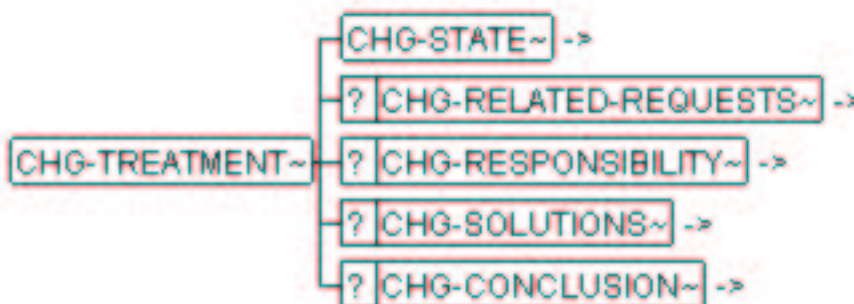 CHG-STATE~ ->
? CHG-RELATED-REQUESTS~ ->
CHG-TREATMENT~ ? CHG-RESPONSIBILITY~ ->
? CHG-SOLUTIONS~ ->
? CHG-CONCLUSION~ ->